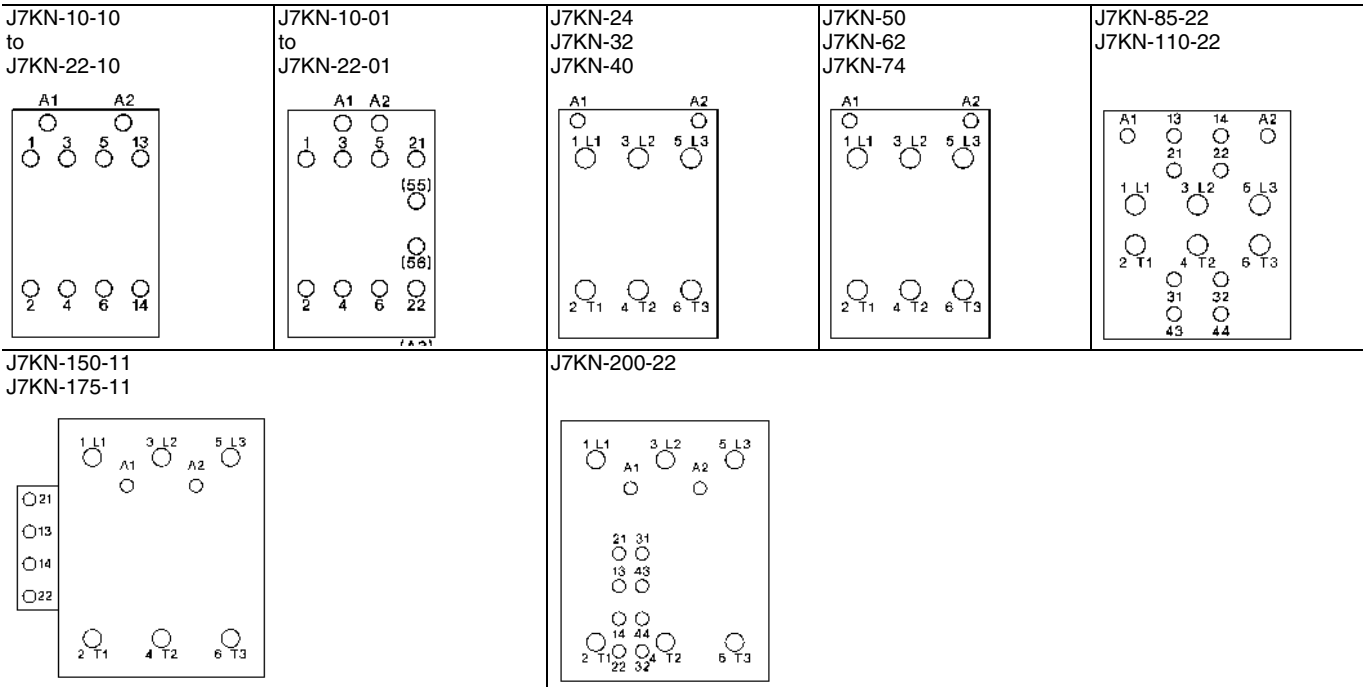 J7KN-10-10
to
J7KN-22-10
A1 A2
1 3 5 13
2 4 6 14
J7KN-10-01
to
J7KN-22-01
A1 A2
1 3 5 21
(55)
(56)
2 4 6 22
J7KN-24
J7KN-32
J7KN-40
A1 A2
1 L1 3 L2 5 L3
2 T1 4 T2 6 T3
J7KN-50
J7KN-62
J7KN-74
A1 A2
1 L1 3 L2 5 L3
2 T1 4 T2 6 T3
J7KN-85-22
J7KN-110-22
A1 13 14 A2
21 22
1 L1 3 L2 5 L3
2 T1 4 T2 6 T3
31 32
43 44
J7KN-150-11
J7KN-175-11
1 L1 3 L2 5 L3
A1 A2
21
13
14
22
2 T1 4 T2 6 T3
J7KN-200-22
1 L1 3 L2 5 L3
A1 A2
21 31
13 43
14 44
2 T1 4 T2 6 T3
22 32